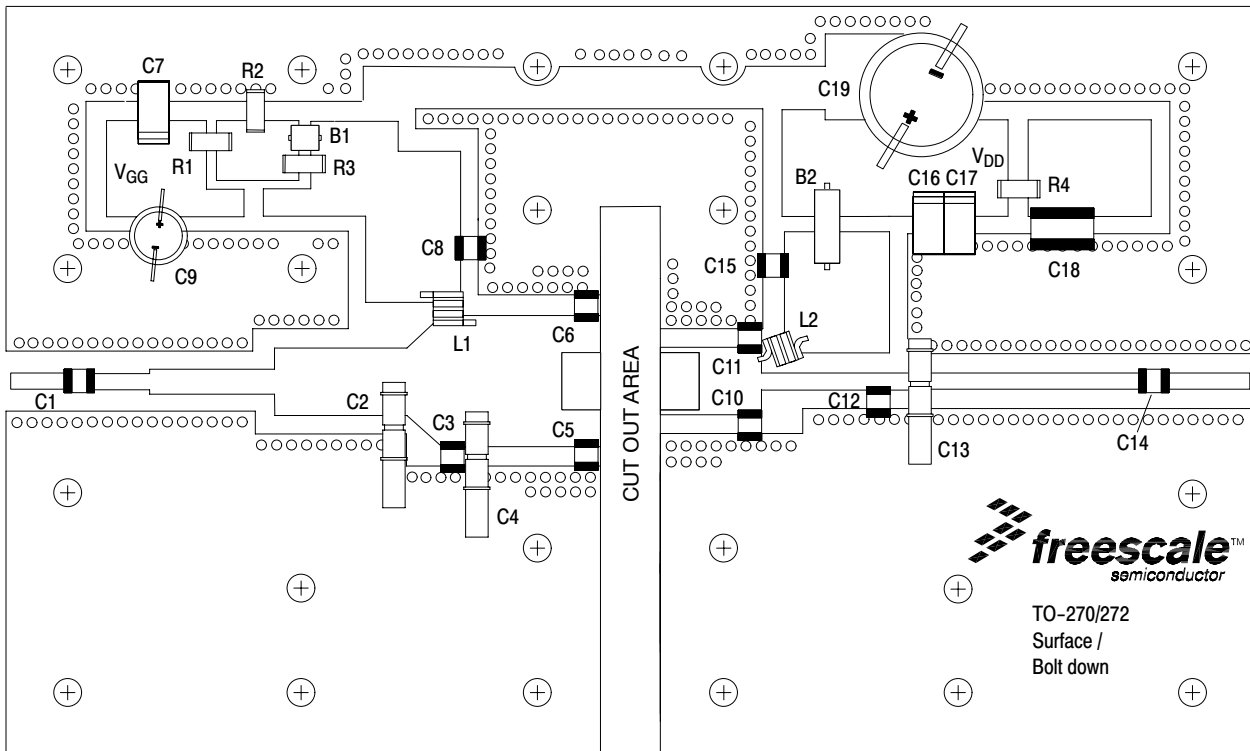 C7
R2
C19
B1
R1
R3
VGG
VDD
B2
C16 C17
R4
C9
C8
C15
C18
C6
L1
L2
C11
C1
C2
C3
C5
C10
C12
C14
C13
C4
CUT OUT AREA
freescale™
semiconductor
TO-270/272
Surface /
Bolt down